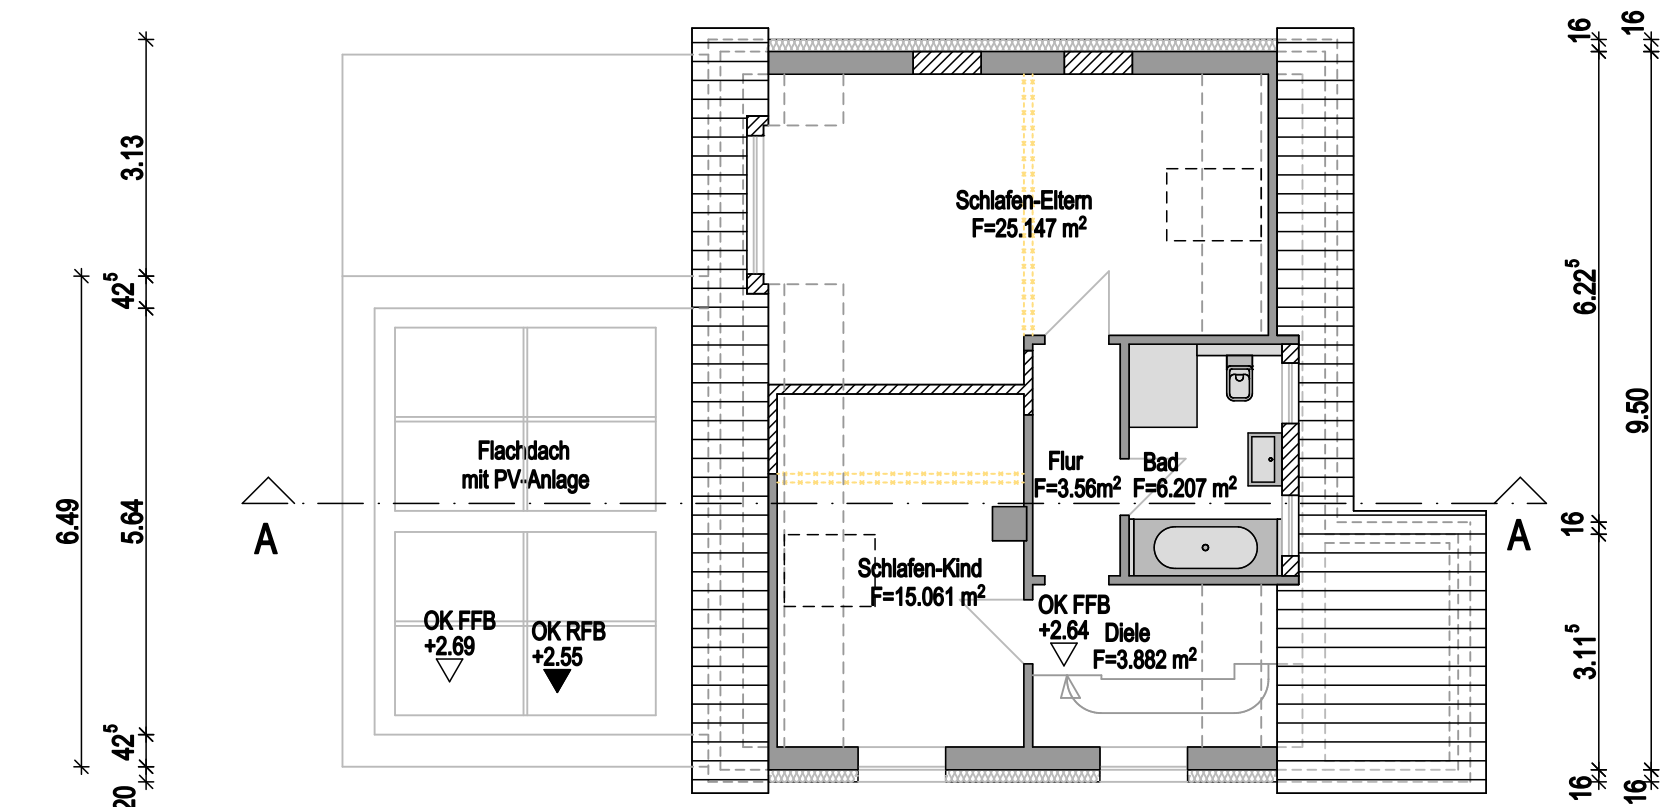 16
16
3.13
Schlafen-Eltern
F=25.147 m²
42⁵
6.22⁵
9.50
Flachdach
mit PV-Anlage
Flur
F=3.56m²
Bad
F=6.207 m²
6.49
5.64
A
A
16
Schlafen-Kind
F=15.061 m²
OK FFB
+2.69
OK RFB
+2.55
OK FFB
+2.64
Diele
F=3.882 m²
3.11⁵
42⁵
20
16
16